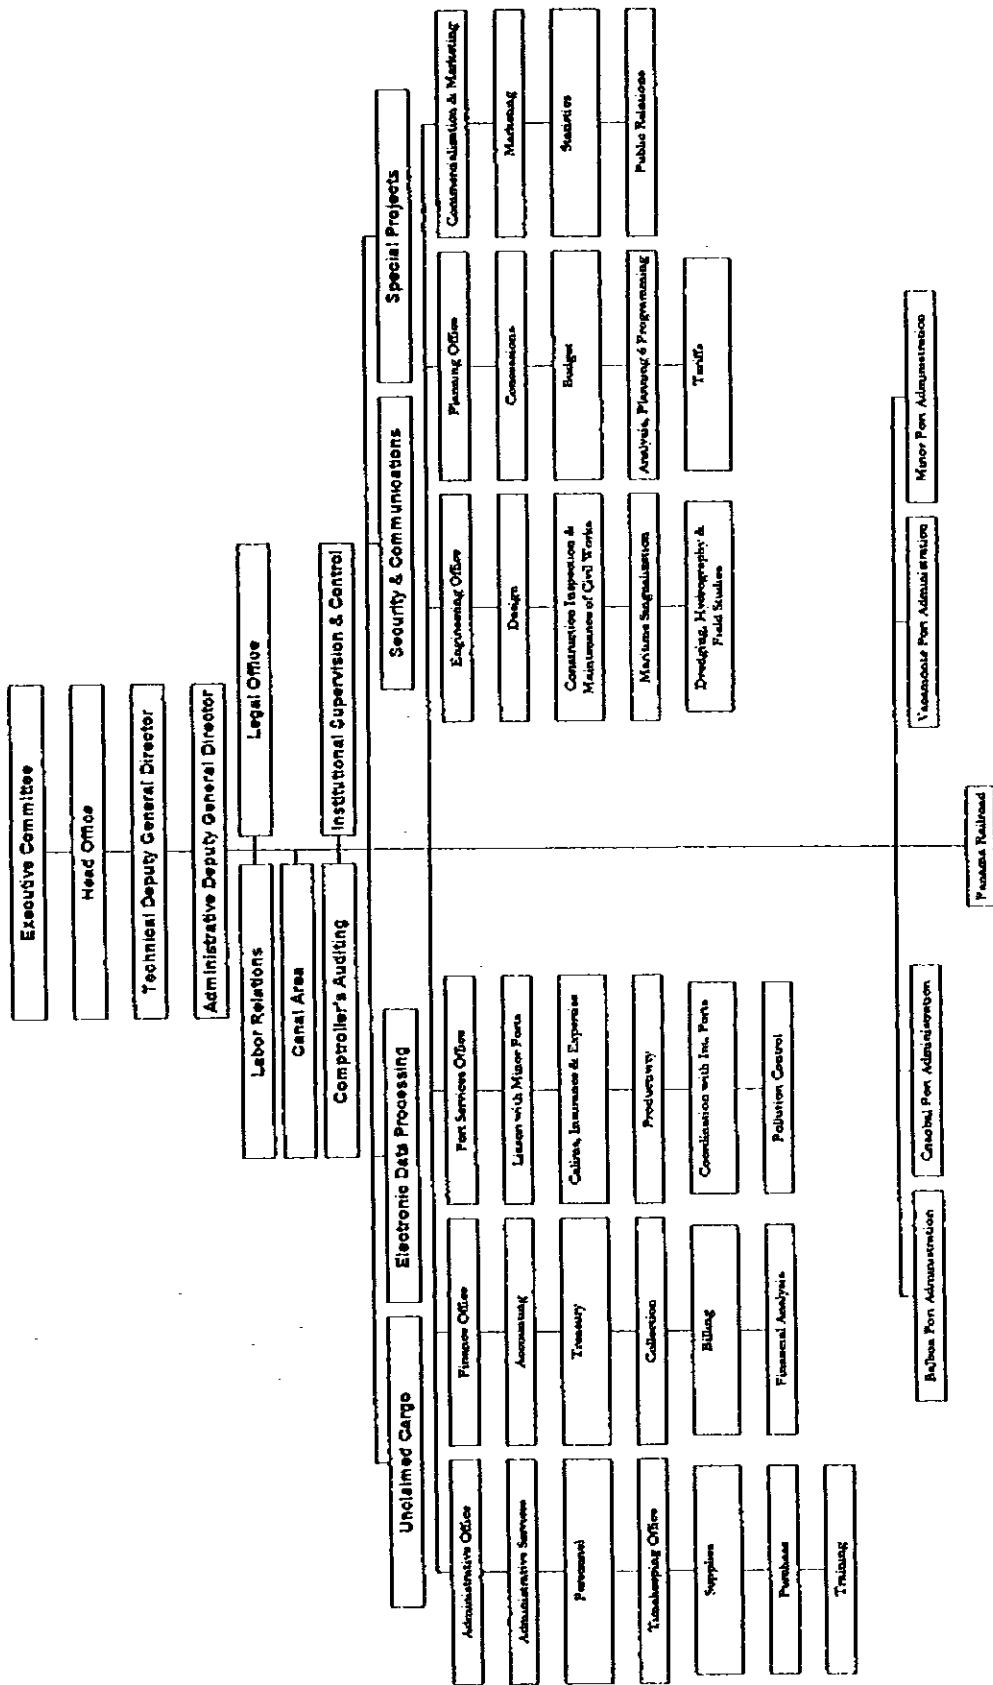 Executive Committee
Head Office
Technical Deputy General Director
Administrative Deputy General Director
Labor Relations
Legal Office
Canal Area
Comptroller's Auditing
Institutional Supervision & Control
Unclaimed Cargo
Electronic Data Processing
Security & Communications
Special Projects
Administrative Office
Administrative Services
Personnel
Timekeeping Office
Supplies
Purchase
Training
Finance Office
Accounting
Treasury
Collection
Billing
Financial Analysis
Port Services Office
Liason with Minor Ports
Calims, Insurance & Expertise
Productivity
Coordination with Int. Ports
Pollution Control
Engineering Office
Design
Construction Inspection &
Maintenance of Civil Works
Maritime Sangnalization
Dredging, Hydrography &
Field Studies
Planning Office
Concessions
Budget
Analysis, Planning & Programming
Tariffs
Commercialization & Marketing
Marketing
Statistics
Public Relations
Balboa Port Administration
Cristobal Port Administration
Vacamonte Port Administration
Minor Port Administration
Panama Railroad